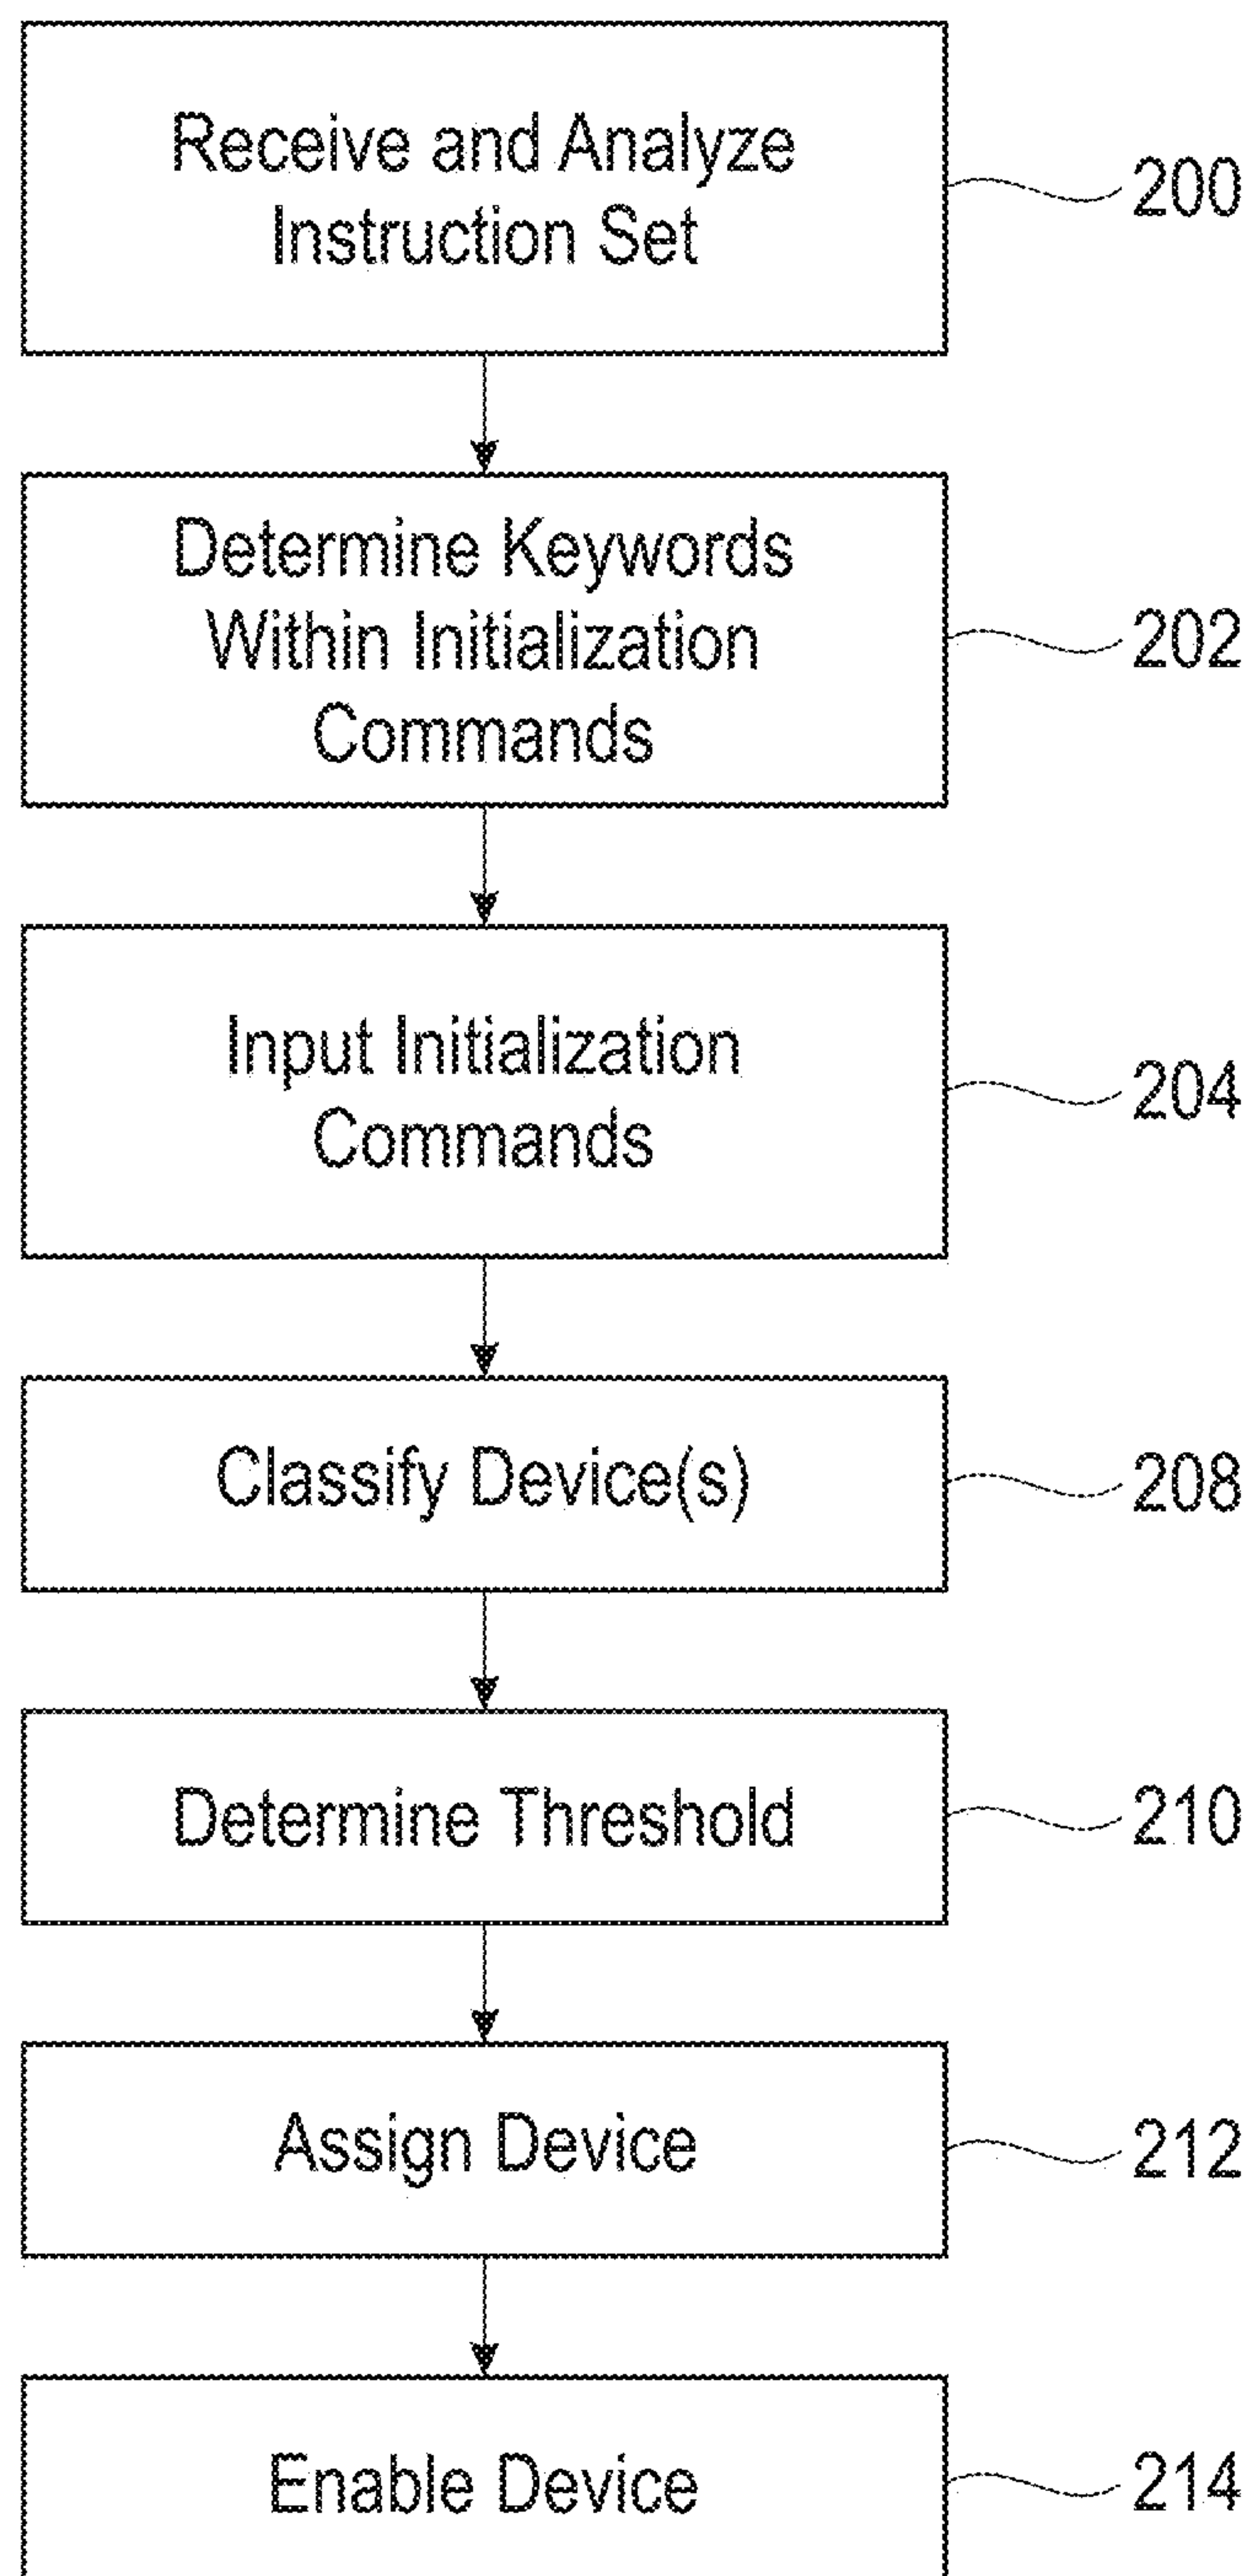 Receive and Analyze
Instruction Set
200
Determine Keywords
Within Initialization
Commands
202
Input Initialization
Commands
204
Classify Device(s)
208
Determine Threshold
210
Assign Device
212
Enable Device
214